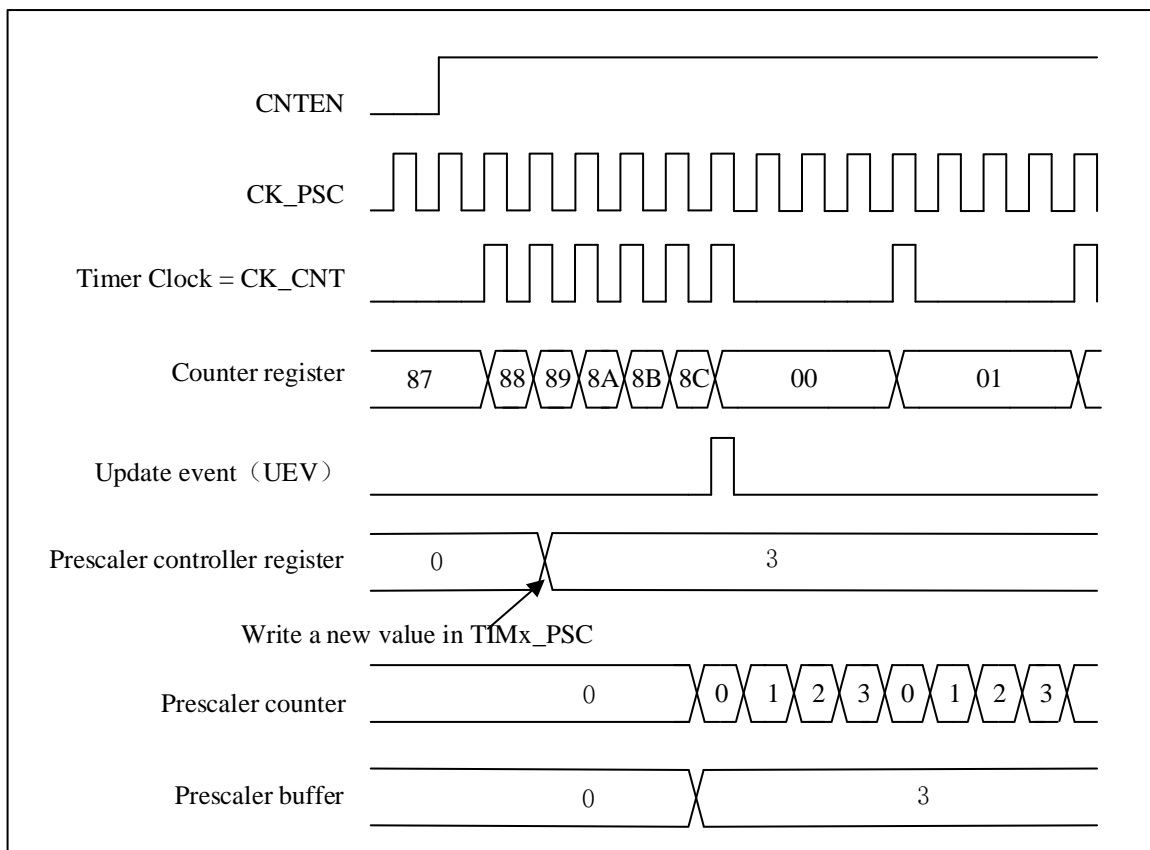 CNTEN
CK_PSC
Timer Clock = CK_CNT
Counter register
87 88 89 8A 8B 8C 00 01
Update event（UEV）
Prescaler controller register
0 3
Write a new value in TIMx_PSC
Prescaler counter
0 0 1 2 3 0 1 2 3
Prescaler buffer
0 3